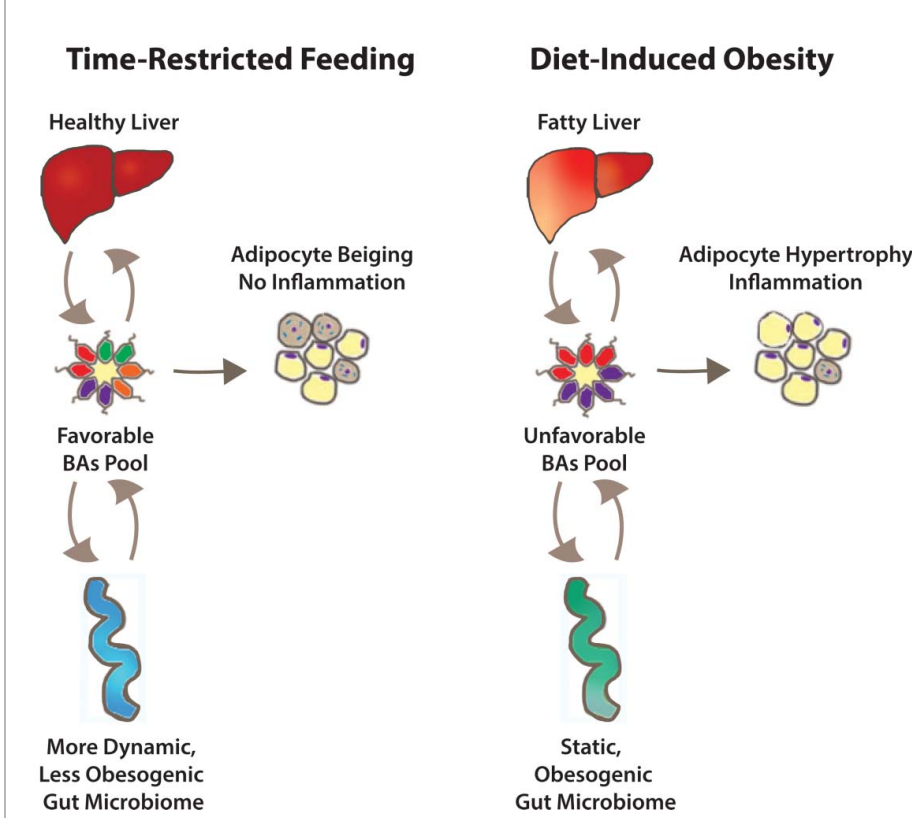 Time-Restricted Feeding
Healthy Liver
Adipocyte Beiging
No Inflammation
Favorable
BAs Pool
More Dynamic,
Less Obesogenic
Gut Microbiome
Diet-Induced Obesity
Fatty Liver
Adipocyte Hypertrophy
Inflammation
Unfavorable
BAs Pool
Static,
Obesogenic
Gut Microbiome